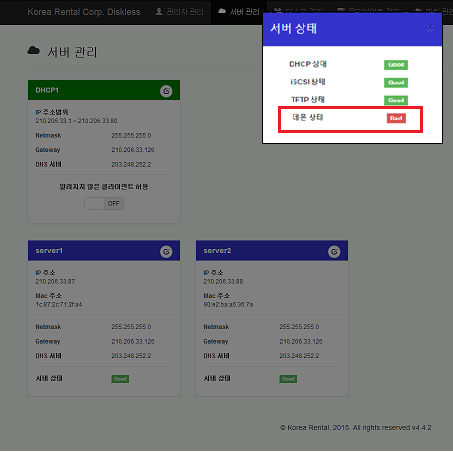 Korea Rental Corp. Diskless
관리자 관리
서버 관리
서버 상태
DHCP 상태
Good
iSCSI 상태
Good
TFTP 상태
Good
데몬 상태
Bad
서버 관리
DHCP1
IP 주소범위
210.206.33.1 ~ 210.206.33.80
Netmask 255.255.255.0
Gateway 210.206.33.126
DNS 서버 203.248.252.2
알려지지 않은 클라이언트 허용
OFF
server1
IP 주소
210.206.33.87
Mac 주소
1c:87:2c:71:2f:a4
Netmask 255.255.255.0
Gateway 210.206.33.126
DNS 서버 203.248.252.2
서버 상태 Good
server2
IP 주소
210.206.33.88
Mac 주소
90:e2:ba:a6:36:7a
Netmask 255.255.255.0
Gateway 210.206.33.126
DNS 서버 203.248.252.2
서버 상태 Good
© Korea Rental, 2015. All rights reserved v4.4.2